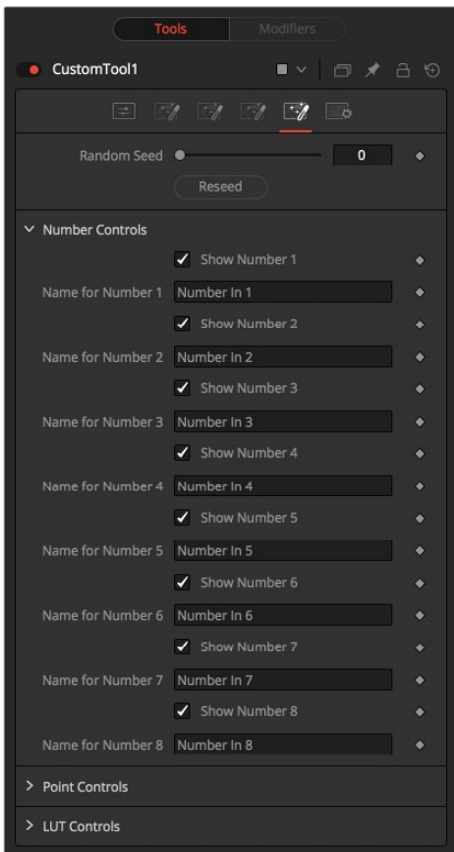 Tools Modifiers
CustomTool1
Random Seed 0
Reseed
Number Controls
Show Number 1
Name for Number 1 Number In 1
Show Number 2
Name for Number 2 Number In 2
Show Number 3
Name for Number 3 Number In 3
Show Number 4
Name for Number 4 Number In 4
Show Number 5
Name for Number 5 Number In 5
Show Number 6
Name for Number 6 Number In 6
Show Number 7
Name for Number 7 Number In 7
Show Number 8
Name for Number 8 Number In 8
Point Controls
LUT Controls